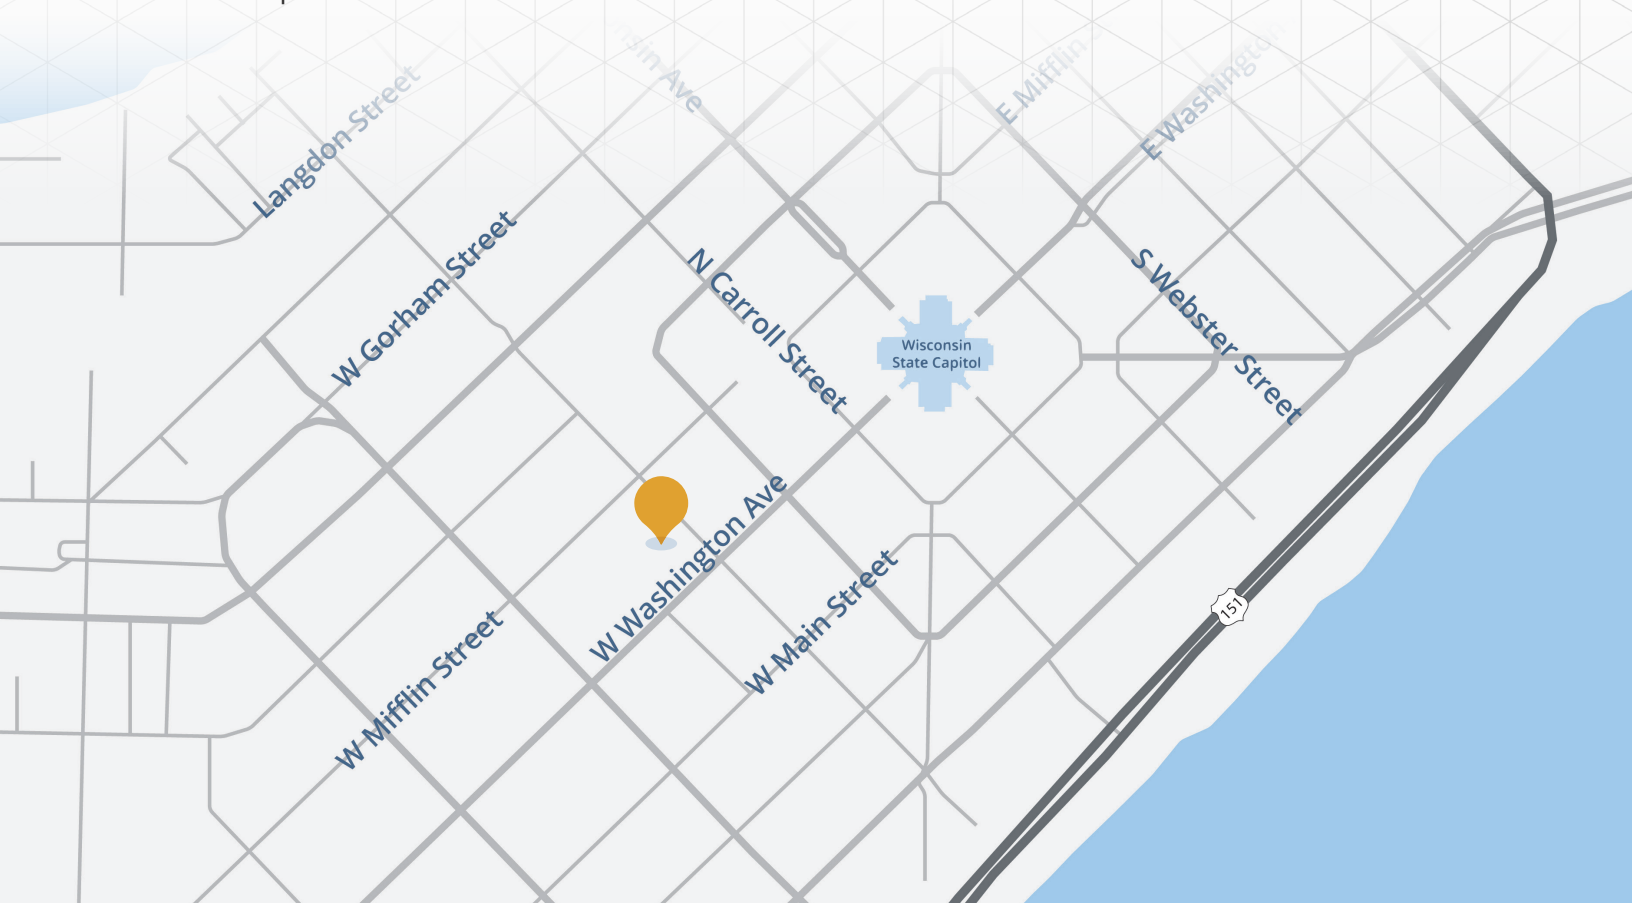 Ave
E Mifflin
E Washington
Langdon Street
W Gorham Street
N Carroll Street
S Webster Street
Wisconsin
State Capitol
W Washington Ave
W Main Street
W Mifflin Street
151